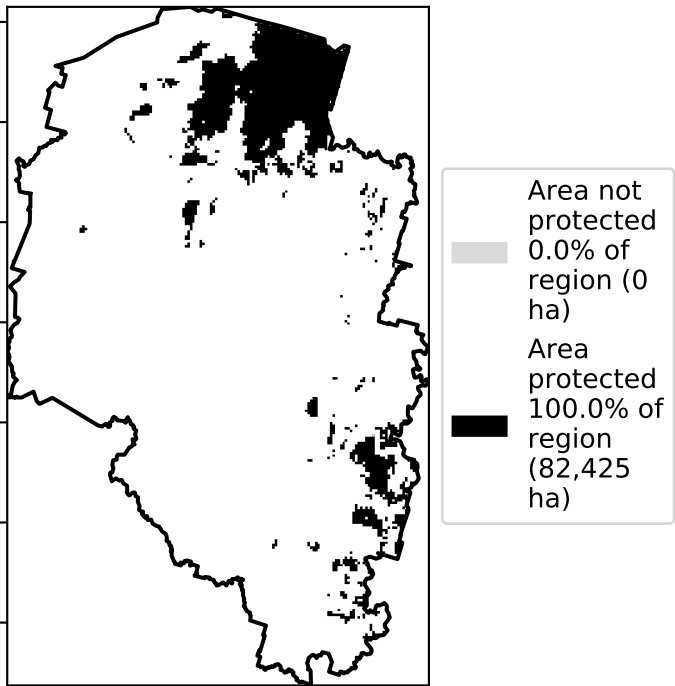 Area not
protected
0.0% of
region (0
ha)
Area
protected
100.0% of
region
(82,425
ha)